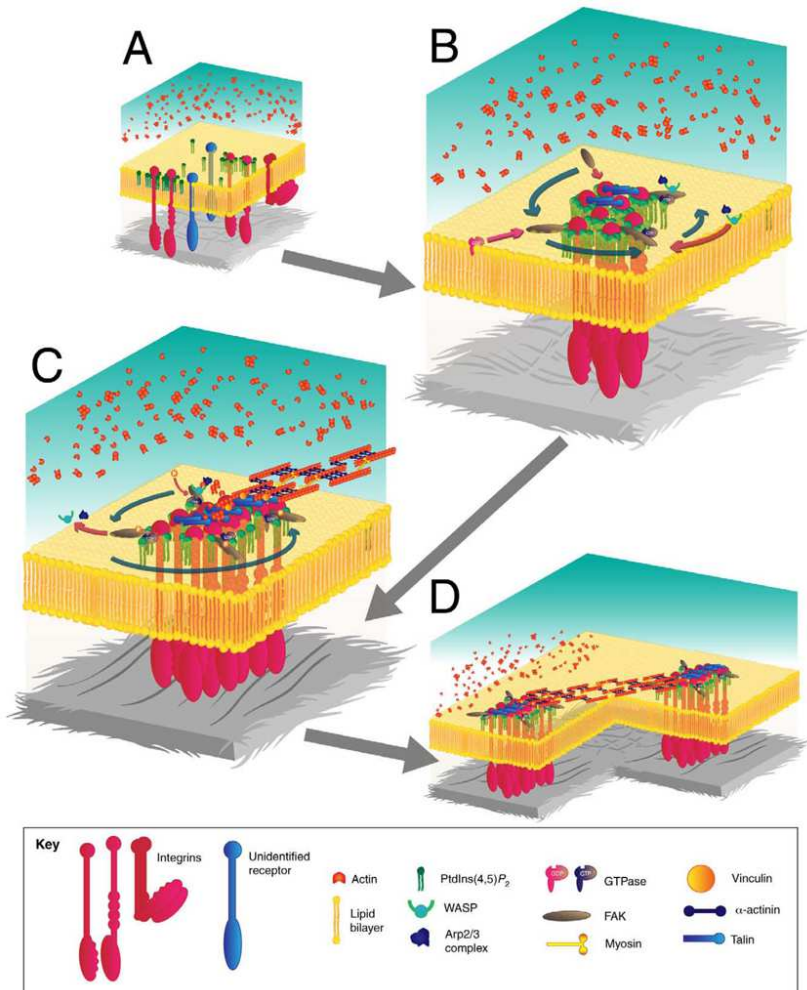 A
B
C
D
Key
Integrins
Unidentified
receptor
Actin
Lipid
bilayer
PtdIns(4,5)P2
WASP
Arp2/3
complex
GDP
GTP
GTPase
FAK
Myosin
Vinculin
α-actinin
Talin